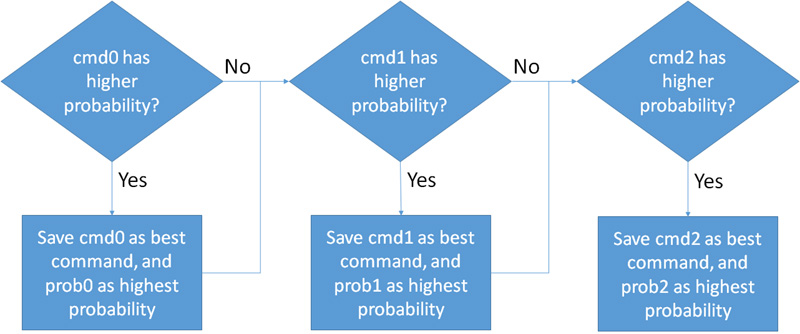 cmd0 has
higher
probability?
No
cmd1 has
higher
probability?
No
cmd2 has
higher
probability?
Yes
Yes
Yes
Save cmd0 as best
command, and
prob0 as highest
probability
Save cmd1 as best
command, and
prob1 as highest
probability
Save cmd2 as best
command, and
prob2 as highest
probability